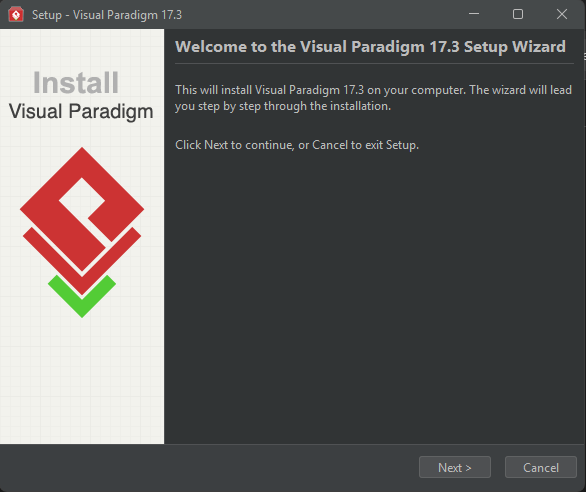 Setup - Visual Paradigm 17.3
Install
Visual Paradigm
Welcome to the Visual Paradigm 17.3 Setup Wizard
This will install Visual Paradigm 17.3 on your computer. The wizard will lead
you step by step through the installation.
Click Next to continue, or Cancel to exit Setup.
Next >
Cancel